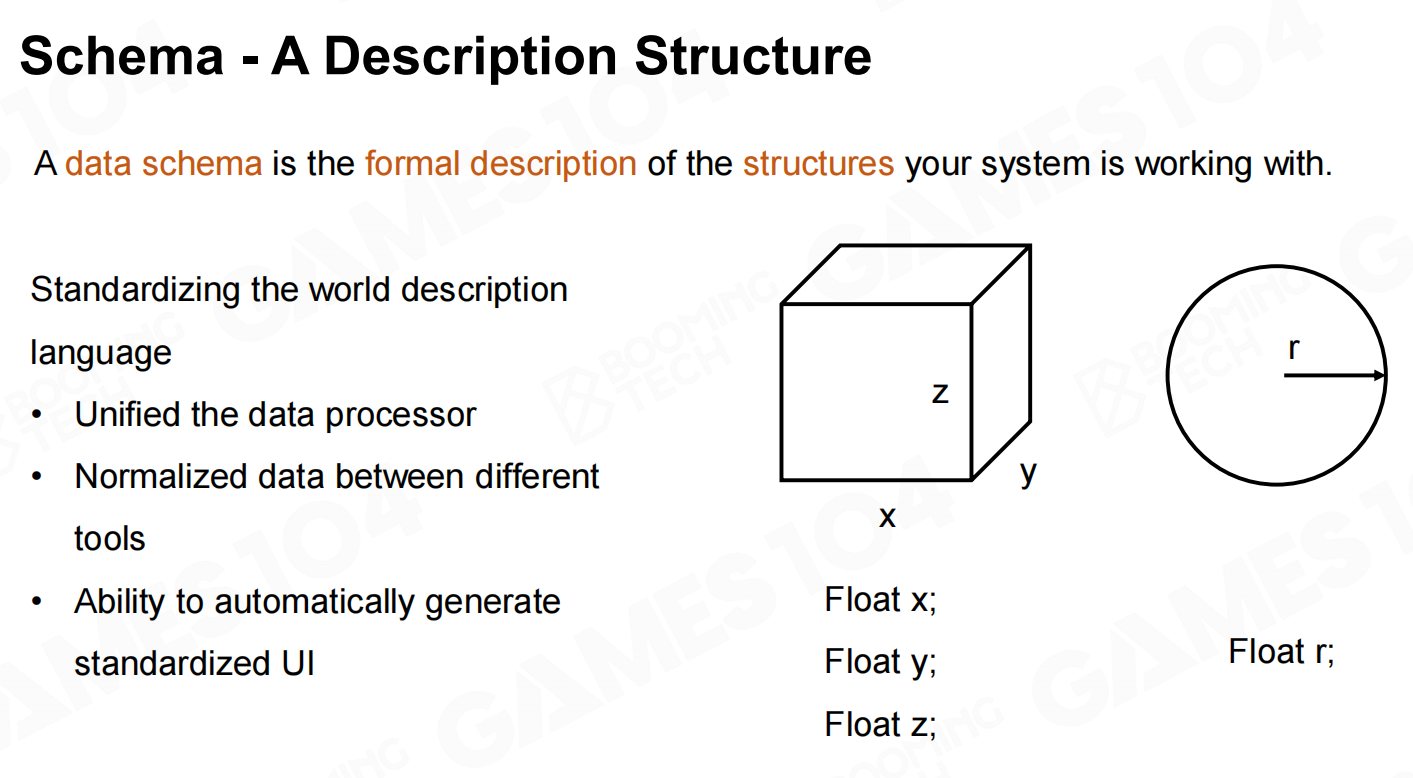 Schema - A Description Structure
A data schema is the formal description of the structures your system is working with.
Standardizing the world description
language
• Unified the data processor
• Normalized data between different
tools
• Ability to automatically generate
standardized UI
z
y
x
r
Float x;
Float y;
Float z;
Float r;
GAMES104
BOOMING
TECH